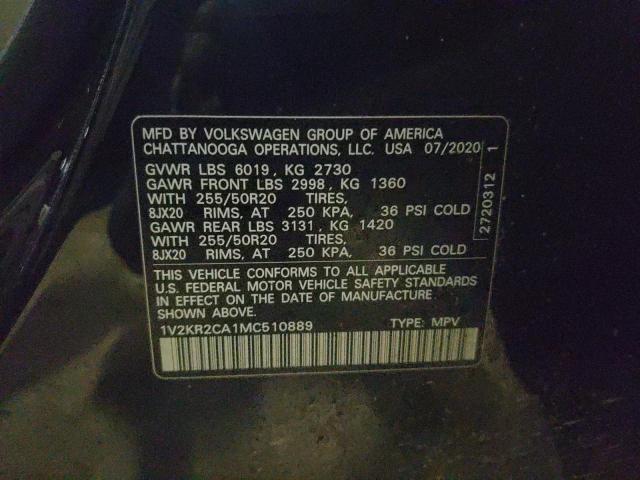 MFD BY VOLKSWAGEN GROUP OF AMERICA
CHATTANOOGA OPERATIONS, LLC. USA 07/2020
GVWR LBS 6019, KG 2730
GAWR FRONT LBS 2998, KG 1360
WITH 255/50R20 TIRES,
8JX20 RIMS, AT 250 KPA, 36 PSI COLD
GAWR REAR LBS 3131, KG 1420
WITH 255/50R20 TIRES,
8JX20 RIMS, AT 250 KPA, 36 PSI COLD
THIS VEHICLE CONFORMS TO ALL APPLICABLE
U.S. FEDERAL MOTOR VEHICLE SAFETY STANDARDS
IN EFFECT ON THE DATE OF MANUFACTURE.
SHOWN ABOVE
1V2KR2CA1MC510889 TYPE: MPV
2720312 1